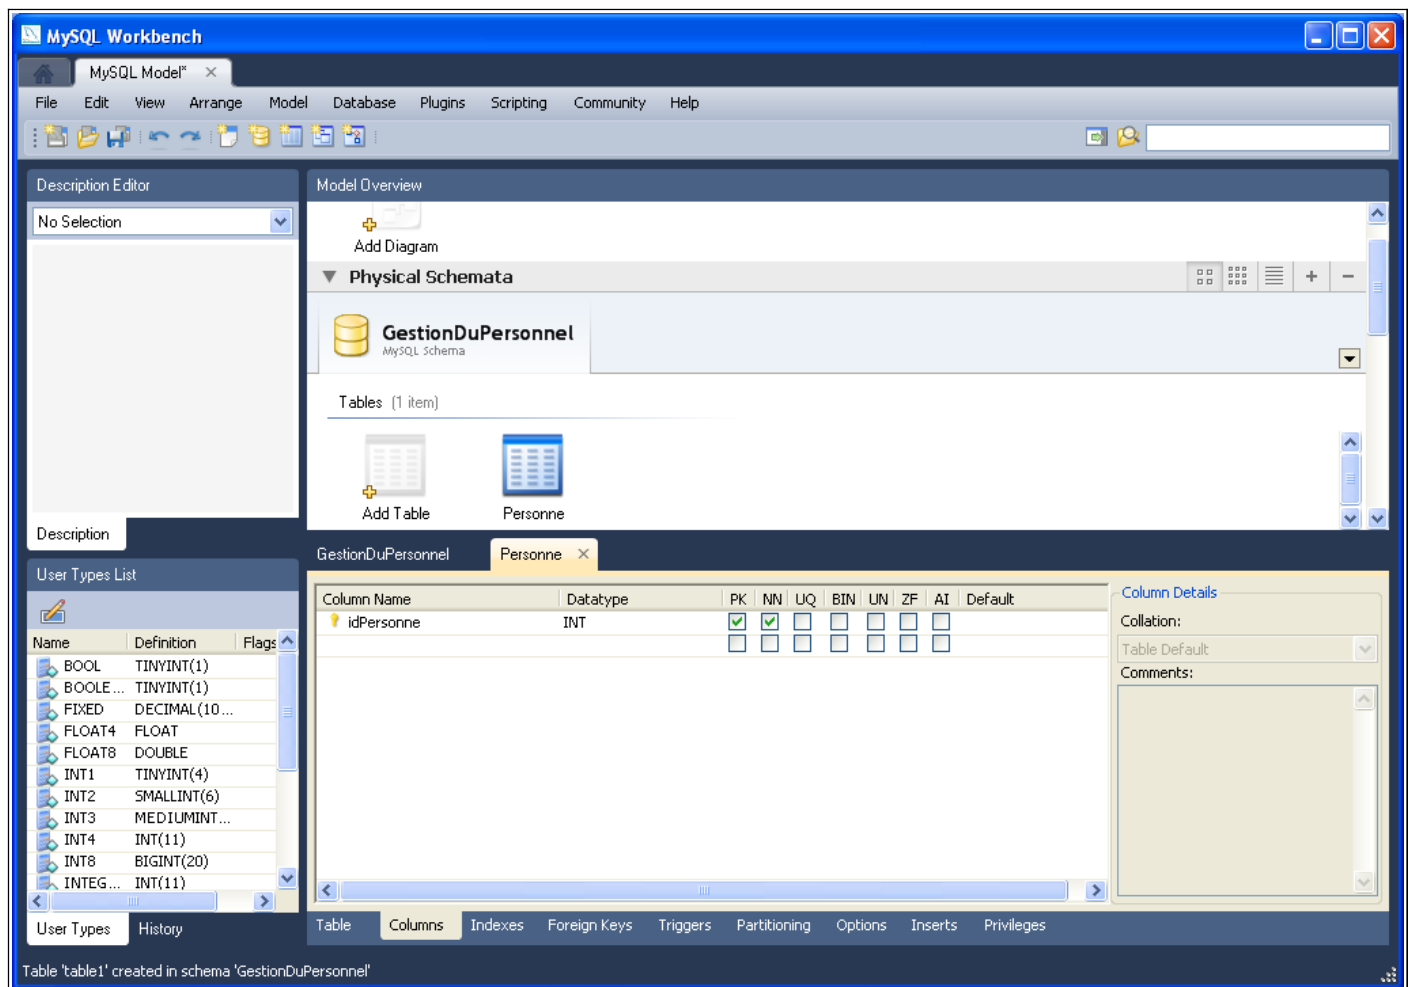 MySQL Workbench
MySQL Model*
File Edit View Arrange Model Database Plugins Scripting Community Help
Description Editor
No Selection
Description
Model Overview
Add Diagram
Physical Schemata
GestionDuPersonnel
MySQL Schema
Tables (1 item)
Add Table
Personne
User Types List
Name Definition Flags
BOOL TINYINT(1)
BOOLE... TINYINT(1)
FIXED DECIMAL(10...
FLOAT4 FLOAT
FLOAT8 DOUBLE
INT1 TINYINT(4)
INT2 SMALLINT(6)
INT3 MEDIUMINT...
INT4 INT(11)
INT8 BIGINT(20)
INTEG... INT(11)
User Types History
GestionDuPersonnel Personne
Column Name Datatype PK NN UQ BIN UN ZF AI Default
idPersonne INT
Column Details
Collation:
Table Default
Comments:
Table Columns Indexes Foreign Keys Triggers Partitioning Options Inserts Privileges
Table 'table1' created in schema 'GestionDuPersonnel'